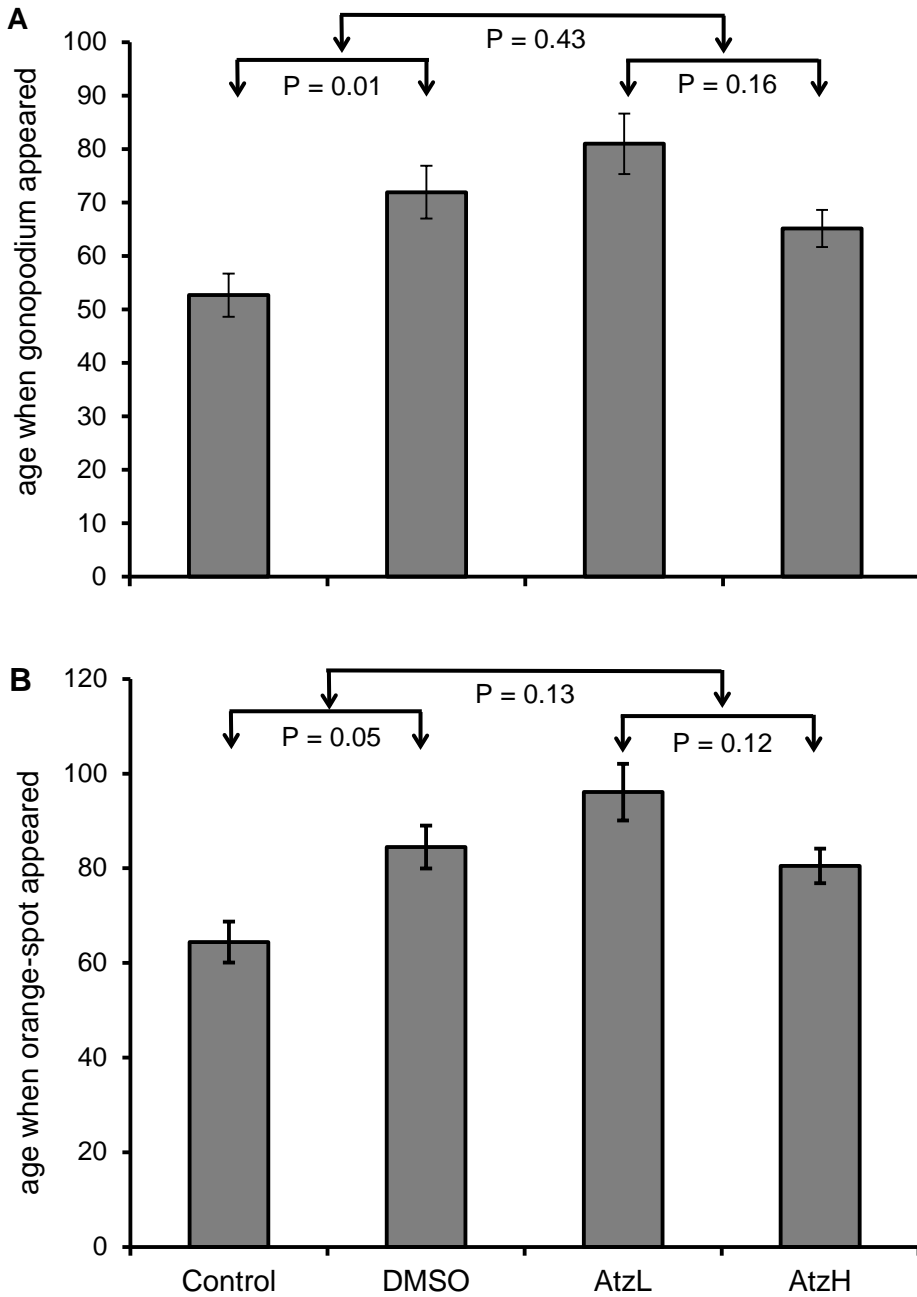 A
P = 0.43
P = 0.01
P = 0.16
age when gonopodium appeared
100
90
80
70
60
50
40
30
20
10
0
B
P = 0.13
P = 0.05
P = 0.12
age when orange-spot appeared
120
100
80
60
40
20
0
Control DMSO AtzL AtzH